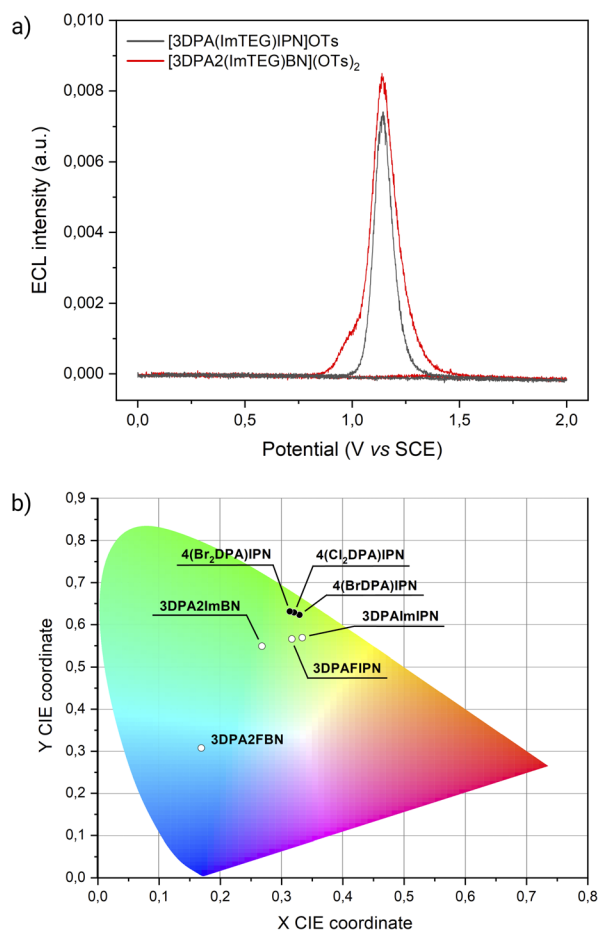 a)
[3DPA(ImTEG)IPN]OTs
[3DPA2(ImTEG)BN](OTs)₂
ECL intensity (a.u.)
0,010
0,008
0,006
0,004
0,002
0,000
0,0 0,5 1,0 1,5 2,0
Potential (V vs SCE)
b)
Y CIE coordinate
0,9
0,8
0,7
0,6
0,5
0,4
0,3
0,2
0,1
0,0
4(Br₂DPA)IPN
4(Cl₂DPA)IPN
4(BrDPA)IPN
3DPA2ImBN
3DPAImIPN
3DPAFIPN
3DPA2FBN
0,0 0,1 0,2 0,3 0,4 0,5 0,6 0,7 0,8
X CIE coordinate